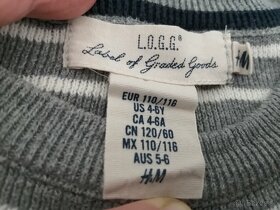 L.O.G.G.
Label of Graded Goods
H&M
EUR 110/116
US 4-6Y
CA 4-6A
CN 120/60
MX 110/116
AUS 5-6
H&M